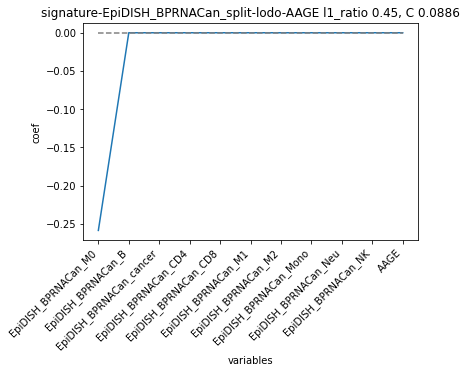 signature-EpiDISH_BPRNACan_split-lodo-AAGE l1_ratio 0.45, C 0.0886
0.00
−0.05
−0.10
−0.15
−0.20
−0.25
coef
EpiDISH_BPRNACan_M0
EpiDISH_BPRNACan_B
EpiDISH_BPRNACan_cancer
EpiDISH_BPRNACan_CD4
EpiDISH_BPRNACan_CD8
EpiDISH_BPRNACan_M1
EpiDISH_BPRNACan_M2
EpiDISH_BPRNACan_Mono
EpiDISH_BPRNACan_Neu
EpiDISH_BPRNACan_NK
AAGE
variables